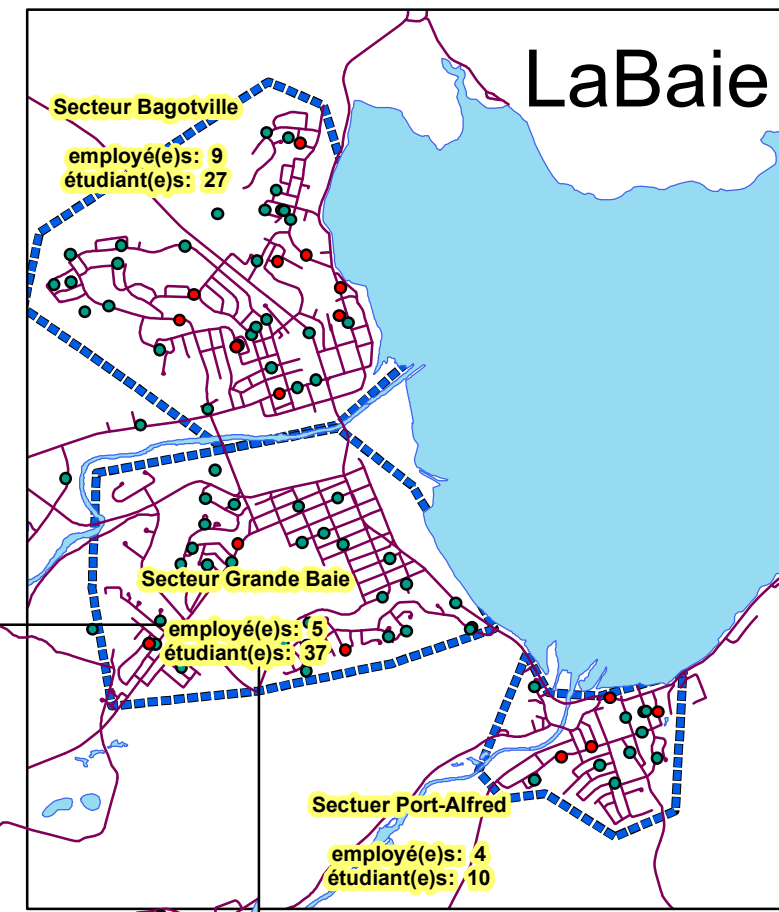 LaBaie
Secteur Bagotville
employé(e)s: 9
étudiant(e)s: 27
Secteur Grande Baie
employé(e)s: 5
étudiant(e)s: 37
Sectuer Port-Alfred
employé(e)s: 4
étudiant(e)s: 10